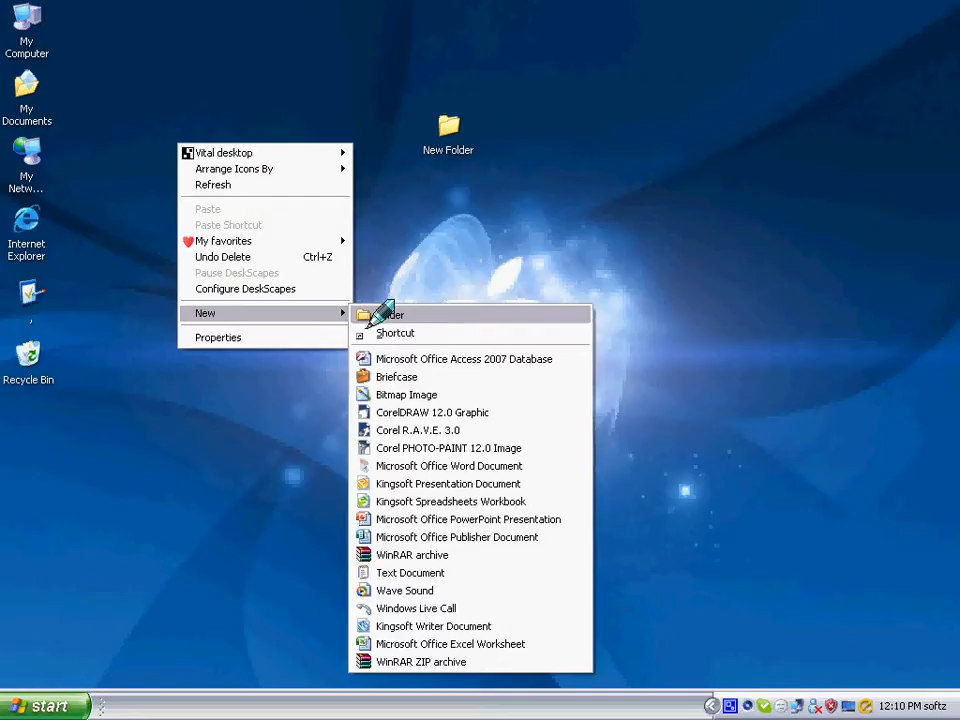 My
Computer
My
Documents
My
Netw...
Internet
Explorer
,
Recycle Bin
New Folder
Vital desktop
Arrange Icons By
Refresh
Paste
Paste Shortcut
My favorites
Undo Delete Ctrl+Z
Pause DeskScapes
Configure DeskScapes
New
Properties
Shortcut
Microsoft Office Access 2007 Database
Briefcase
Bitmap Image
CorelDRAW 12.0 Graphic
Corel R.A.V.E. 3.0
Corel PHOTO-PAINT 12.0 Image
Microsoft Office Word Document
Kingsoft Presentation Document
Kingsoft Spreadsheets Workbook
Microsoft Office PowerPoint Presentation
Microsoft Office Publisher Document
WinRAR archive
Text Document
Wave Sound
Windows Live Call
Kingsoft Writer Document
Microsoft Office Excel Worksheet
WinRAR ZIP archive
start
12:10 PM softz